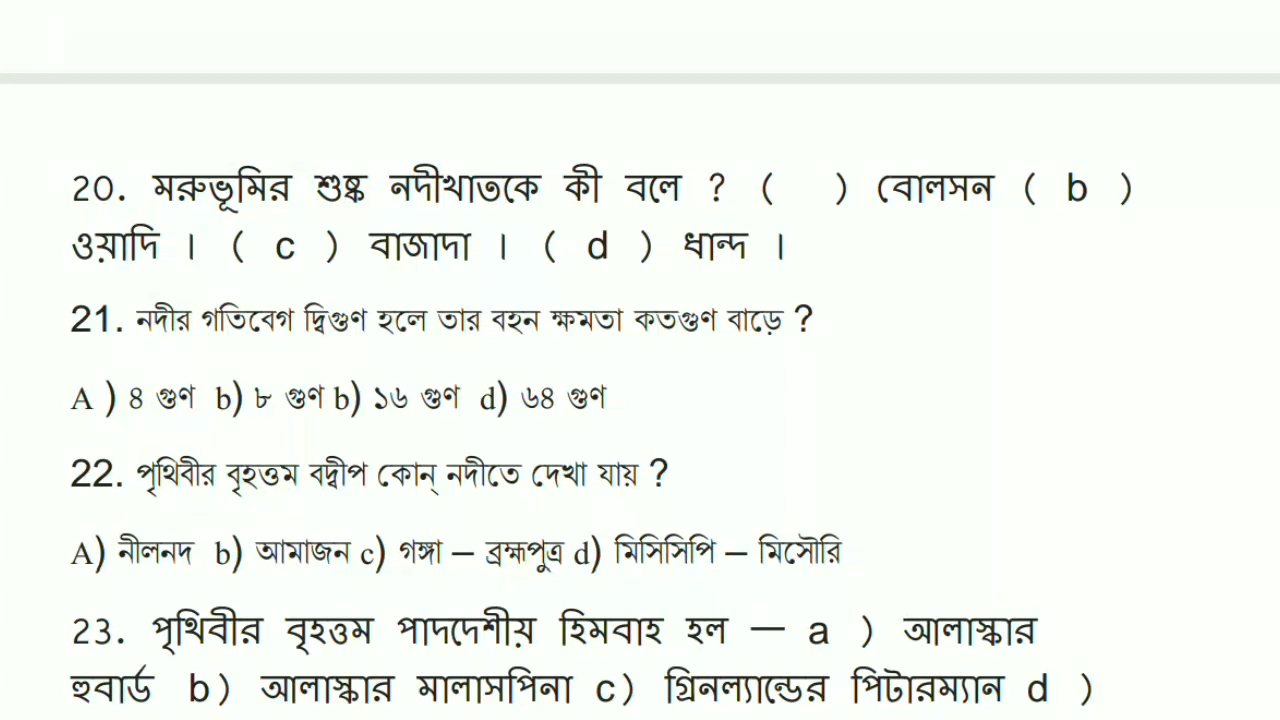 20. মরুভূমির শুষ্ক নদীখাতকে কী বলে ? (   ) বোলসন ( b )
ওয়াদি । ( c ) বাজাদা । ( d ) ধান্দ ।
21. নদীর গতিবেগ দ্বিগুণ হলে তার বহন ক্ষমতা কতগুণ বাড়ে ?
A ) 8 গুণ b) ৮ গুণ b) ১৬ গুণ d) ৬8 গুণ
22. পৃথিবীর বৃহত্তম বদ্বীপ কোন্ নদীতে দেখা যায় ?
A) নীলনদ b) আমাজন c) গঙ্গা – ব্রহ্মপুত্র d) মিসিসিপি – মিসৌরি
23. পৃথিবীর বৃহত্তম পাদদেশীয় হিমবাহ হল — a ) আলাস্কার
হুবার্ড b) আলাস্কার মালাসপিনা c) গ্রিনল্যান্ডের পিটারম্যান d )